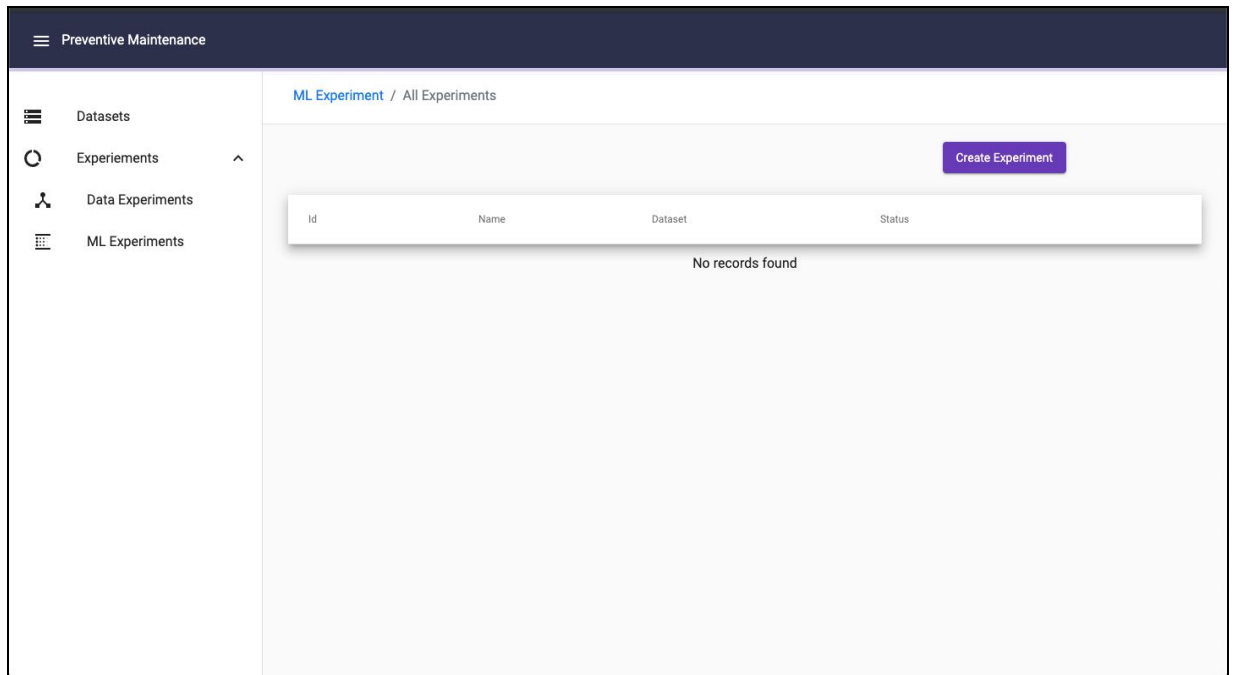 Preventive Maintenance
ML Experiment / All Experiments
Datasets
Experiements
Data Experiments
ML Experiments
Create Experiment
Id Name Dataset Status
No records found